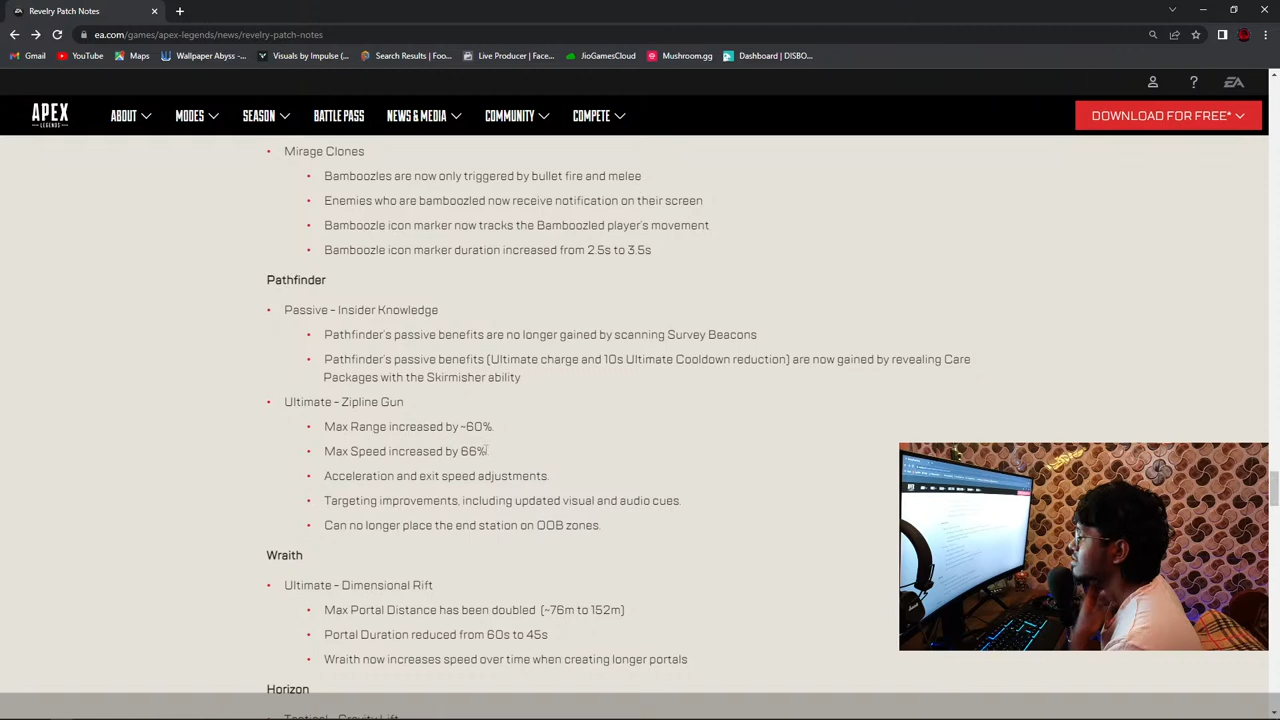 Revelry Patch Notes
ea.com/games/apex-legends/news/revelry-patch-notes
Gmail YouTube Maps Wallpaper Abyss -... Visuals by Impulse (... Search Results | Foo... Live Producer | Face... JioGamesCloud Mushroom.gg Dashboard | DISBO...
EA
APEX
LEGENDS
ABOUT MODES SEASON BATTLE PASS NEWS & MEDIA COMMUNITY COMPETE DOWNLOAD FOR FREE*
• Mirage Clones
• Bamboozles are now only triggered by bullet fire and melee
• Enemies who are bamboozled now receive notification on their screen
• Bamboozle icon marker now tracks the Bamboozled player's movement
• Bamboozle icon marker duration increased from 2.5s to 3.5s
Pathfinder
• Passive - Insider Knowledge
• Pathfinder's passive benefits are no longer gained by scanning Survey Beacons
• Pathfinder's passive benefits (Ultimate charge and 10s Ultimate Cooldown reduction) are now gained by revealing Care
Packages with the Skirmisher ability
• Ultimate - Zipline Gun
• Max Range increased by ~60%.
• Max Speed increased by 66%
• Acceleration and exit speed adjustments.
• Targeting improvements, including updated visual and audio cues.
• Can no longer place the end station on OOB zones.
Wraith
• Ultimate - Dimensional Rift
• Max Portal Distance has been doubled (~76m to 152m)
• Portal Duration reduced from 60s to 45s
• Wraith now increases speed over time when creating longer portals
Horizon
• Tactical - Gravity Lift